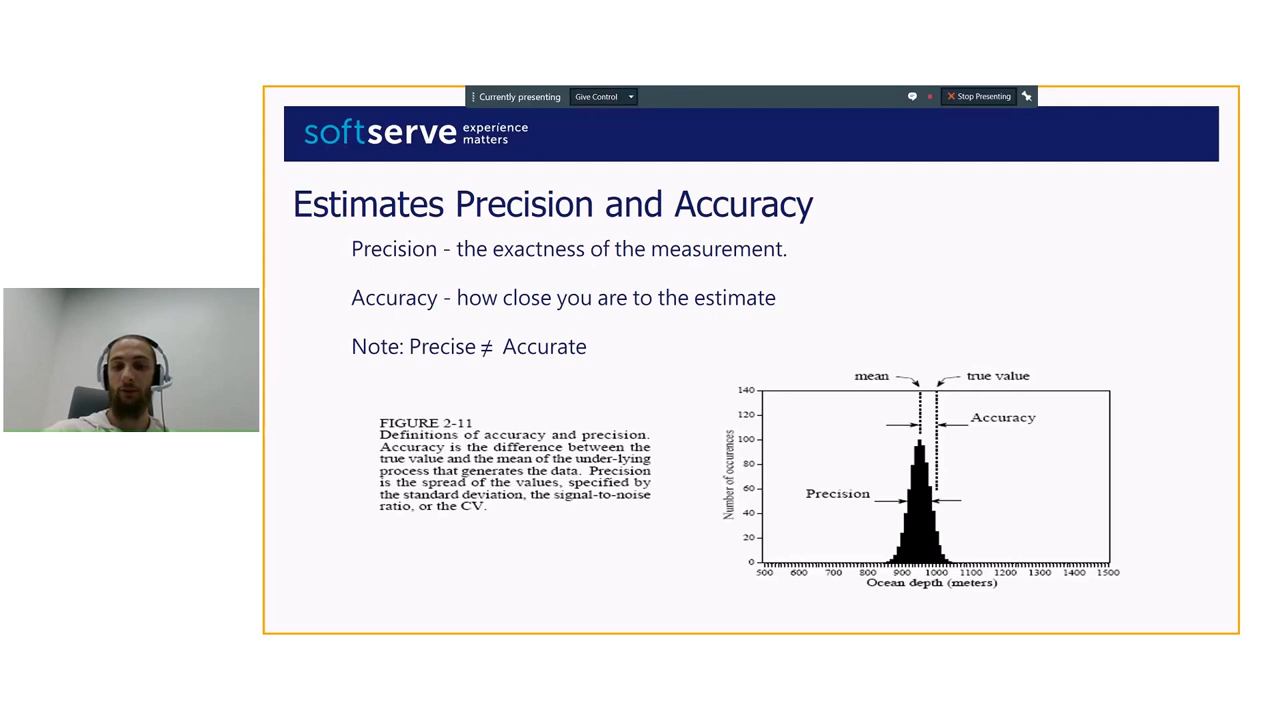 Currently presenting Give Control Stop Presenting
softserve experience matters
Estimates Precision and Accuracy
Precision - the exactness of the measurement.
Accuracy - how close you are to the estimate
Note: Precise ≠ Accurate
FIGURE 2-11
Definitions of accuracy and precision.
Accuracy is the difference between the
true value and the mean of the under-lying
process that generates the data. Precision
is the spread of the values, specified by
the standard deviation, the signal-to-noise
ratio, or the CV.
mean true value
Accuracy
Precision
Number of occurences
140
120
100
80
60
40
20
0
500 600 700 800 900 1000 1100 1200 1300 1400 1500
Ocean depth (meters)